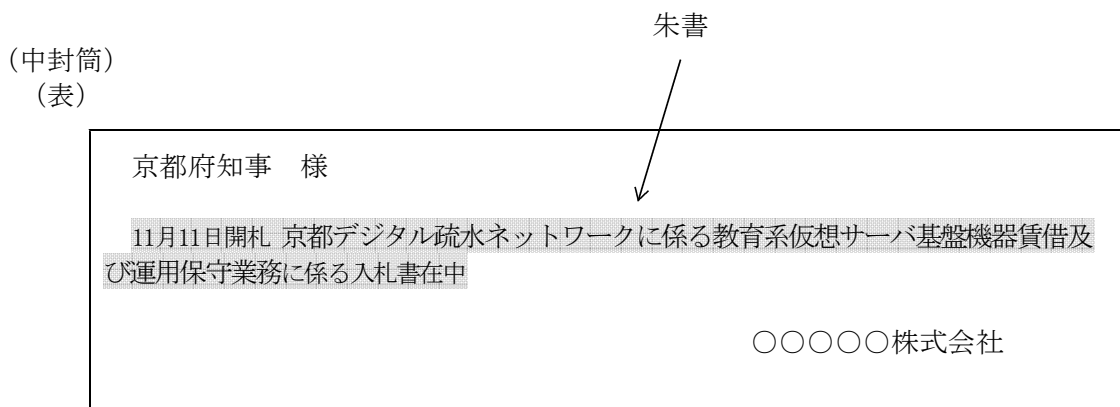 朱書
（中封筒）
（表）
京都府知事　様
11月11日開札 京都デジタル疏水ネットワークに係る教育系仮想サーバ基盤機器賃借及
び運用保守業務に係る入札書在中
○○○○○株式会社